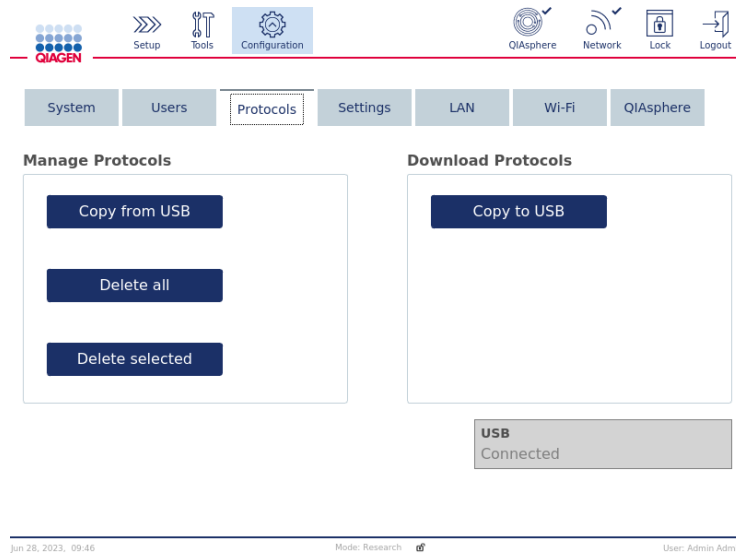 QIAGEN
Setup
Tools
Configuration
QIAsphere
Network
Lock
Logout
System
Users
Protocols
Settings
LAN
Wi-Fi
QIAsphere
Manage Protocols
Download Protocols
Copy from USB
Copy to USB
Delete all
Delete selected
USB
Connected
Jun 28, 2023, 09:46
Mode: Research
User: Admin Adm